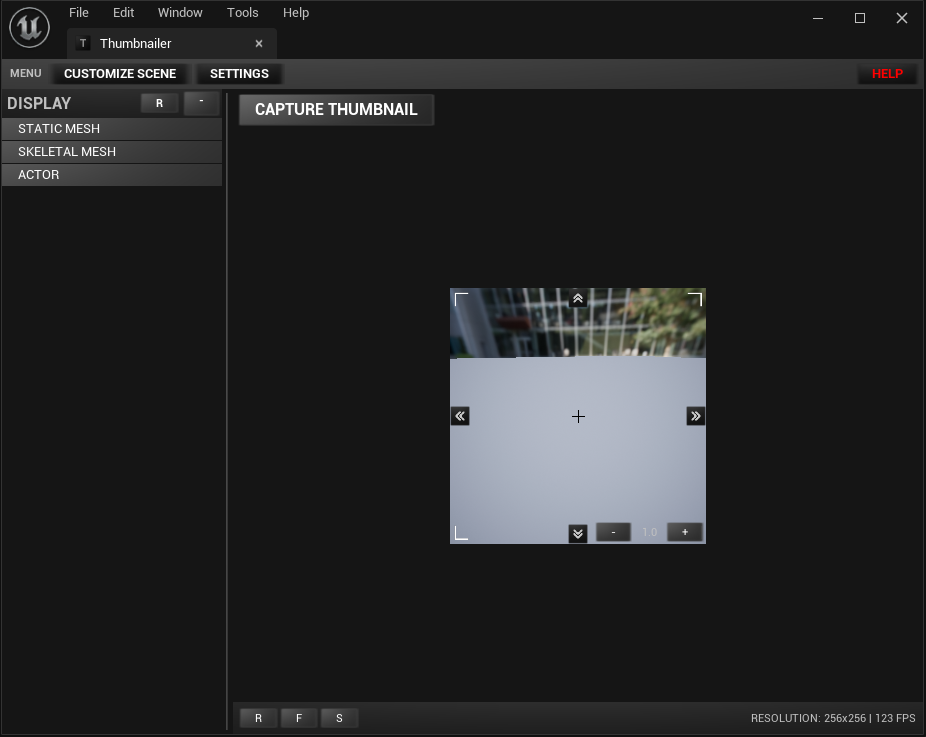 File Edit Window Tools Help
T Thumbnailer ×
MENU CUSTOMIZE SCENE SETTINGS HELP
DISPLAY R -
CAPTURE THUMBNAIL
STATIC MESH
SKELETAL MESH
ACTOR
- 1.0 +
R F S RESOLUTION: 256x256 | 123 FPS